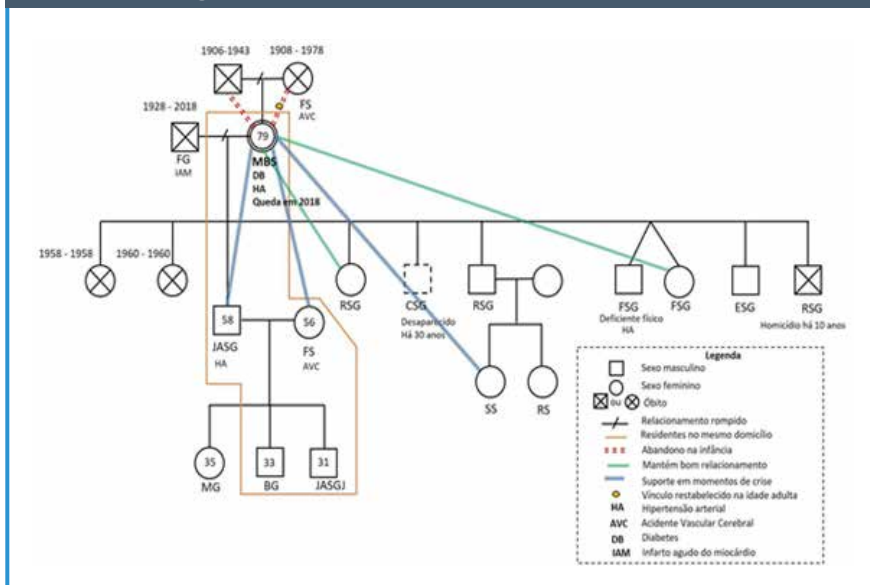 1906-1943
1908 - 1978
FS
AVC
1928 - 2018
79
FG
IAM
MBS
DB
HA
Queda em 2018
1958 - 1958
1960 - 1960
RSG
CSG
Desaparecido
Há 30 anos
RSG
FSG
Deficiente físico
HA
FSG
ESG
RSG
Homicídio há 10 anos
58
JASG
HA
56
FS
AVC
SS
RS
35
MG
33
BG
31
JASGJ
Legenda
Sexo masculino
Sexo feminino
ou Óbito
Relacionamento rompido
Residentes no mesmo domicílio
Abandono na infância
Mantém bom relacionamento
Suporte em momentos de crise
Vínculo restabelecido na idade adulta
HA Hipertensão arterial
AVC Acidente Vascular Cerebral
DB Diabetes
IAM Infarto agudo do miocárdio